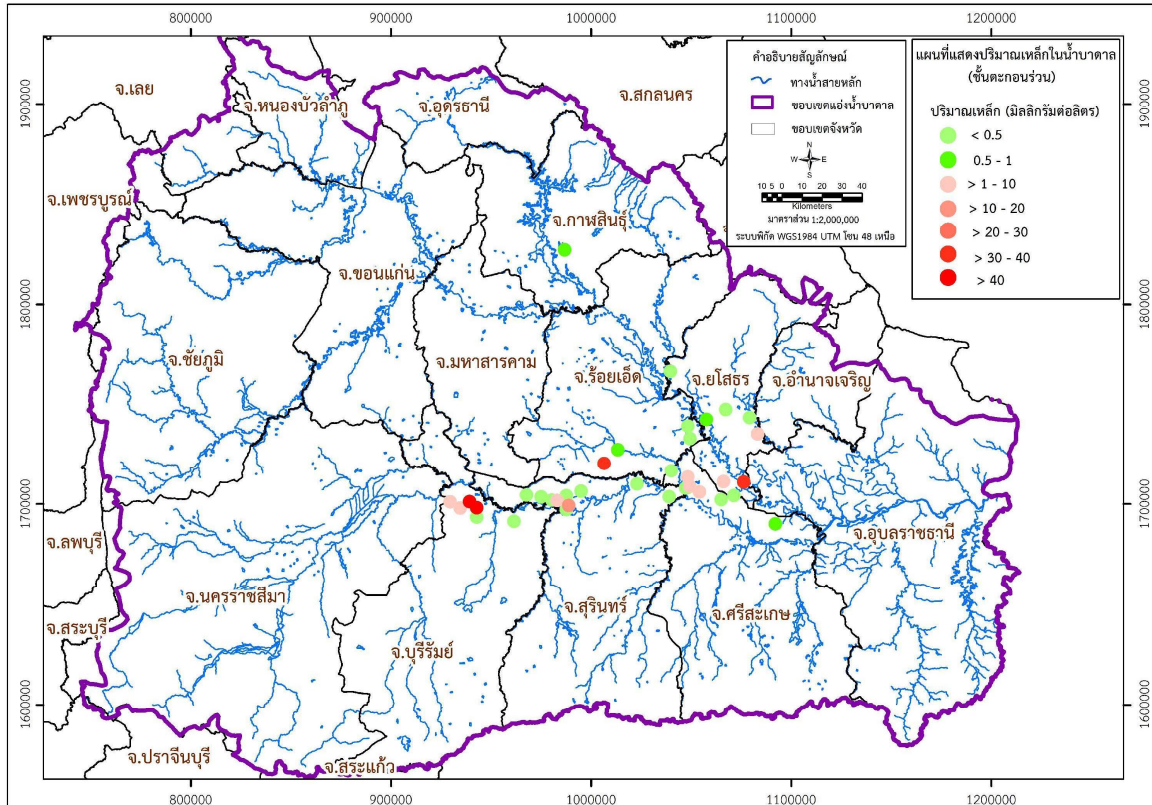 800000 900000 1000000 1100000 1200000
คำอธิบายสัญลักษณ์
ทางน้ำสายหลัก
ขอบเขตแอ่งน้ำบาดาล
ขอบเขตจังหวัด
N
W E
S
10 5 0 10 20 30 40
Kilometers
มาตราส่วน 1:2,000,000
ระบบพิกัด WGS1984 UTM โซน 48 เหนือ
แผนที่แสดงปริมาณเหล็กในน้ำบาดาล
(ชั้นตะกอนร่วน)
ปริมาณเหล็ก (มิลลิกรัมต่อลิตร)
< 0.5
0.5 - 1
> 1 - 10
> 10 - 20
> 20 - 30
> 30 - 40
> 40
1900000 1900000
1800000 1800000
1700000 1700000
1600000 1600000
จ.เลย
จ.หนองบัวลำภู
จ.อุดรธานี
จ.สกลนคร
จ.เพชรบูรณ์
จ.กาฬสินธุ์
จ.ขอนแก่น
จ.ชัยภูมิ
จ.มหาสารคาม
จ.ร้อยเอ็ด
จ.ยโสธร
จ.อำนาจเจริญ
จ.ลพบุรี
จ.อุบลราชธานี
จ.นครราชสีมา
จ.สุรินทร์
จ.ศรีสะเกษ
จ.สระบุรี
จ.บุรีรัมย์
จ.ปราจีนบุรี
จ.สระแก้ว
800000 900000 1000000 1100000 1200000